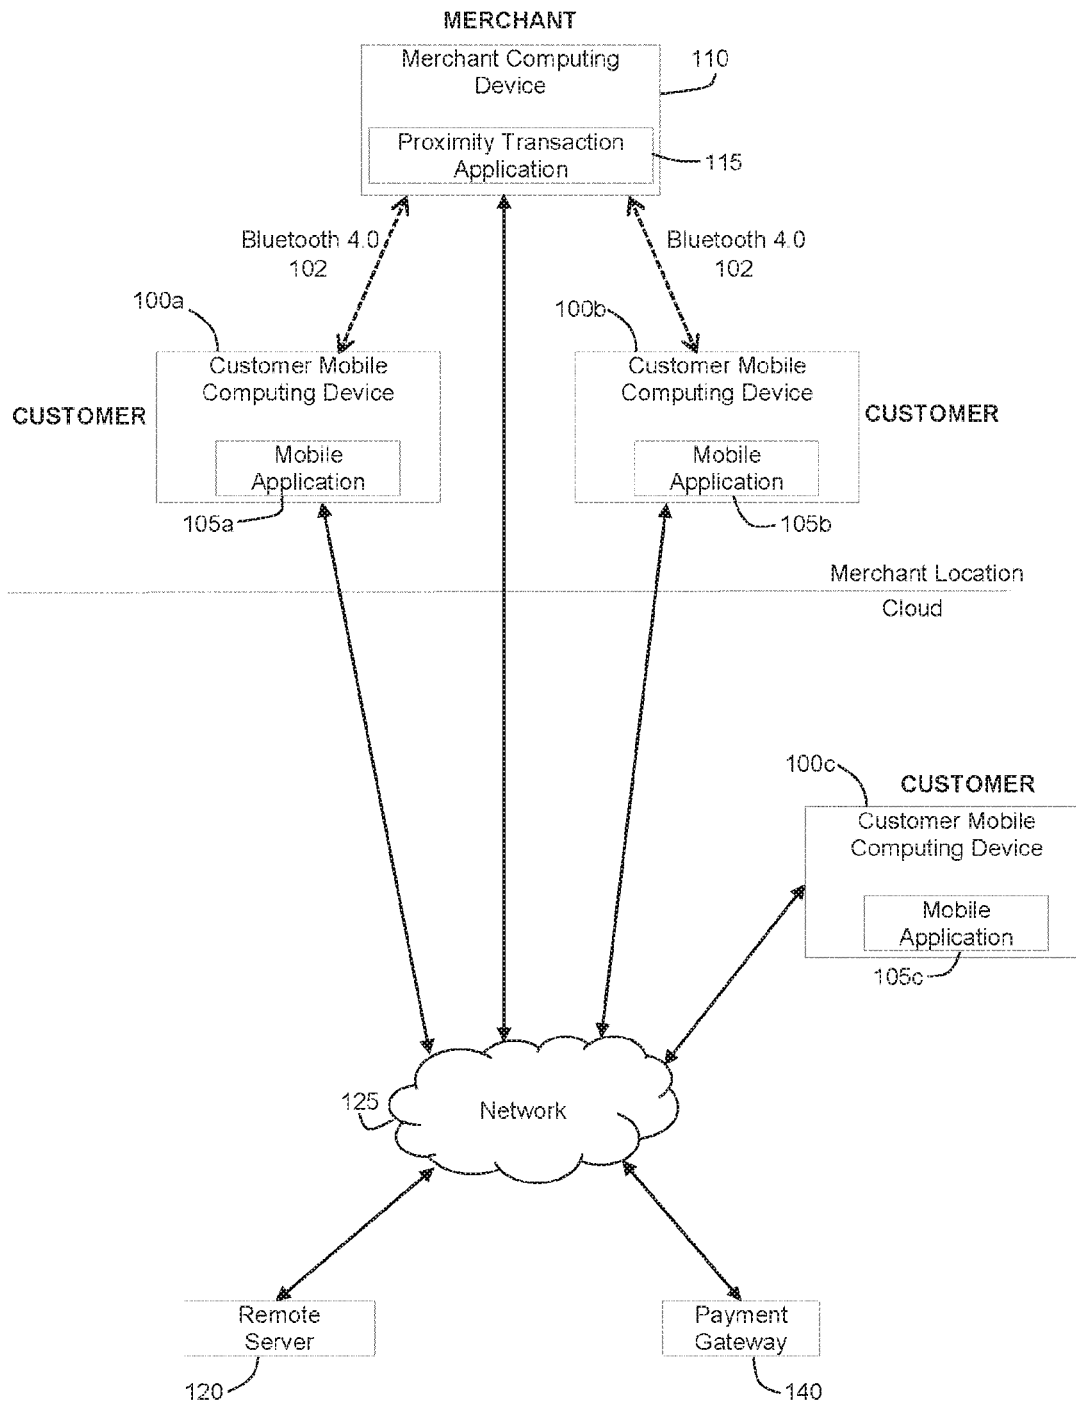 MERCHANT
Merchant Computing
Device
110
Proximity Transaction
Application
115
Bluetooth 4.0
102
Bluetooth 4.0
102
100a
100b
Customer Mobile
Computing Device
Customer Mobile
Computing Device
CUSTOMER
CUSTOMER
Mobile
Application
Mobile
Application
105a
105b
Merchant Location
Cloud
100c
CUSTOMER
Customer Mobile
Computing Device
Mobile
Application
105c
125
Network
Remote
Server
Payment
Gateway
120
140